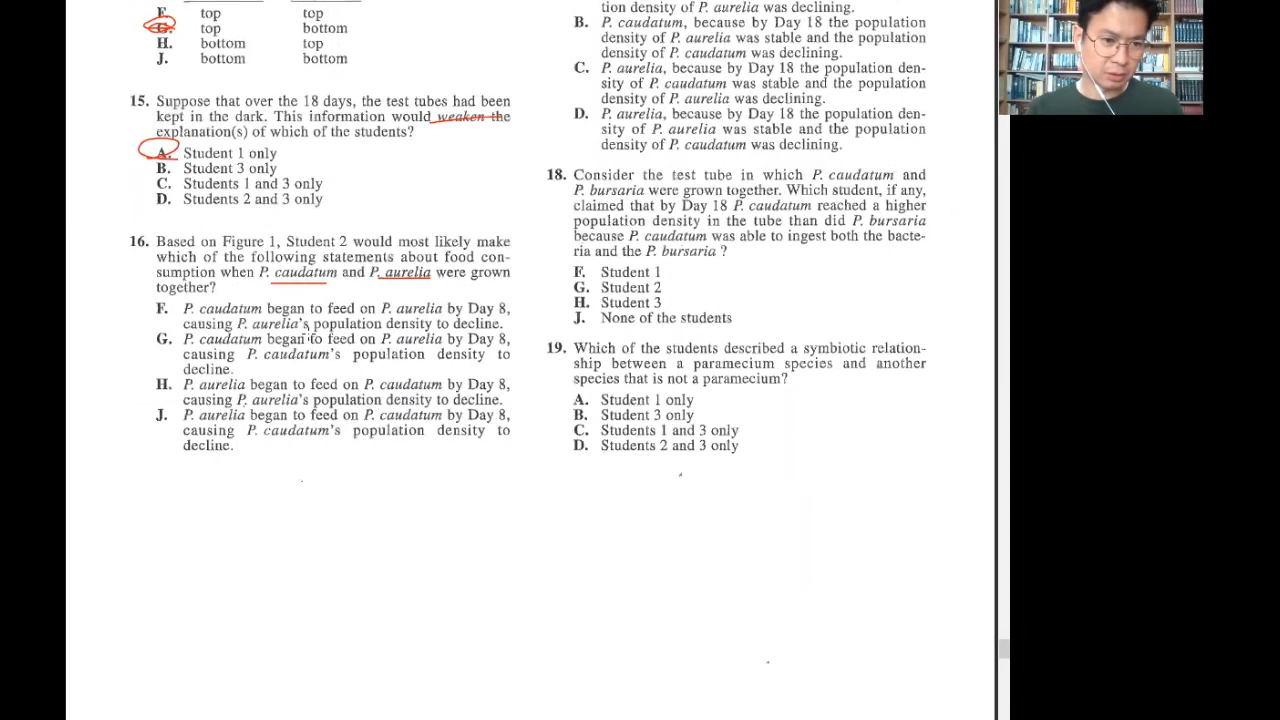 F. top top
G. top bottom
H. bottom top
J. bottom bottom
15. Suppose that over the 18 days, the test tubes had been
kept in the dark. This information would weaken the
explanation(s) of which of the students?
A. Student 1 only
B. Student 3 only
C. Students 1 and 3 only
D. Students 2 and 3 only
16. Based on Figure 1, Student 2 would most likely make
which of the following statements about food con-
sumption when P. caudatum and P. aurelia were grown
together?
F. P. caudatum began to feed on P. aurelia by Day 8,
causing P. aurelia's population density to decline.
G. P. caudatum began to feed on P. aurelia by Day 8,
causing P. caudatum's population density to
decline.
H. P. aurelia began to feed on P. caudatum by Day 8,
causing P. aurelia's population density to decline.
J. P. aurelia began to feed on P. caudatum by Day 8,
causing P. caudatum's population density to
decline.
tion density of P. aurelia was declining.
B. P. caudatum, because by Day 18 the population
density of P. aurelia was stable and the population
density of P. caudatum was declining.
C. P. aurelia, because by Day 18 the population den-
sity of P. caudatum was stable and the population
density of P. aurelia was declining.
D. P. aurelia, because by Day 18 the population den-
sity of P. aurelia was stable and the population
density of P. caudatum was declining.
18. Consider the test tube in which P. caudatum and
P. bursaria were grown together. Which student, if any,
claimed that by Day 18 P. caudatum reached a higher
population density in the tube than did P. bursaria
because P. caudatum was able to ingest both the bacte-
ria and the P. bursaria ?
F. Student 1
G. Student 2
H. Student 3
J. None of the students
19. Which of the students described a symbiotic relation-
ship between a paramecium species and another
species that is not a paramecium?
A. Student 1 only
B. Student 3 only
C. Students 1 and 3 only
D. Students 2 and 3 only